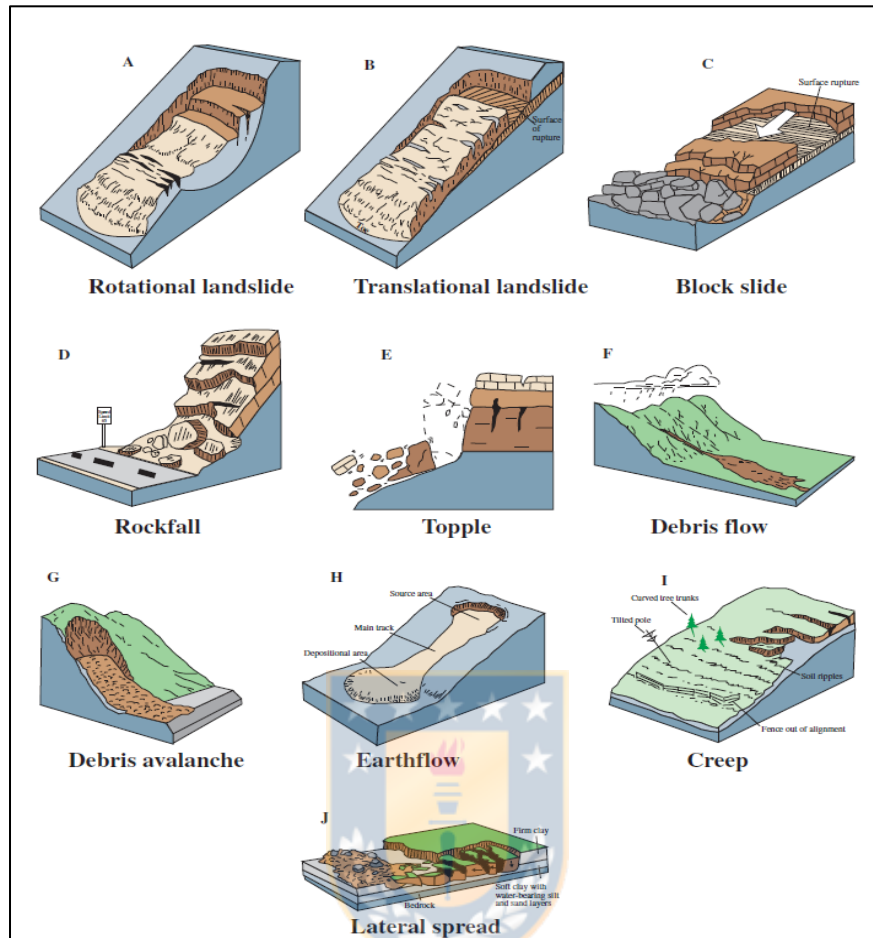 A
B
C
Surface rupture
Surface
of
rupture
Toe
Rotational landslide
Translational landslide
Block slide
D
E
F
Rockfall
Topple
Debris flow
G
H
I
Source area
Main track
Depositional area
Curved tree trunks
Tilted pole
Soil ripples
Fence out of alignment
Debris avalanche
Earthflow
Creep
J
Firm clay
Soft clay with
water-bearing silt
and sand layers
Bedrock
Lateral spread